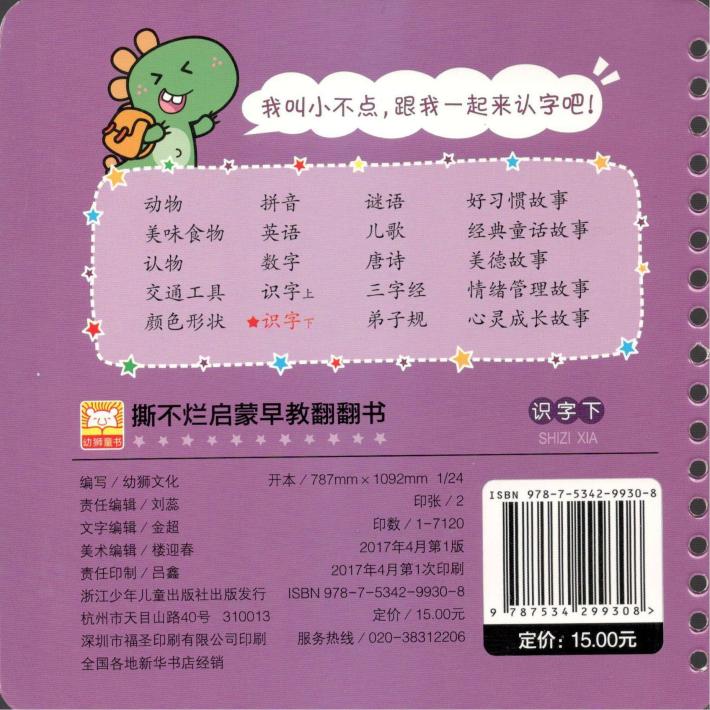 我叫小不点,跟我一起来认字吧!
动物 拼音 谜语 好习惯故事
美味食物 英语 儿歌 经典童话故事
认物 数字 唐诗 美德故事
交通工具 识字上 三字经 情绪管理故事
颜色形状 ★识字下 弟子规 心灵成长故事
幼狮童书
撕不烂启蒙早教翻翻书
识字下
SHIZI XIA
编写/幼狮文化 开本/787mm×1092mm 1/24
责任编辑/刘蕊 印张/2
文字编辑/金超 印数/1-7120
美术编辑/楼迎春 2017年4月第1版
责任印制/吕鑫 2017年4月第1次印刷
浙江少年儿童出版社出版发行 ISBN 978-7-5342-9930-8
杭州市天目山路40号 310013 定价/15.00元
深圳市福圣印刷有限公司印刷 服务热线/020-38312206
全国各地新华书店经销
ISBN 978-7-5342-9930-8
9 787534 299308 >
定价:15.00元